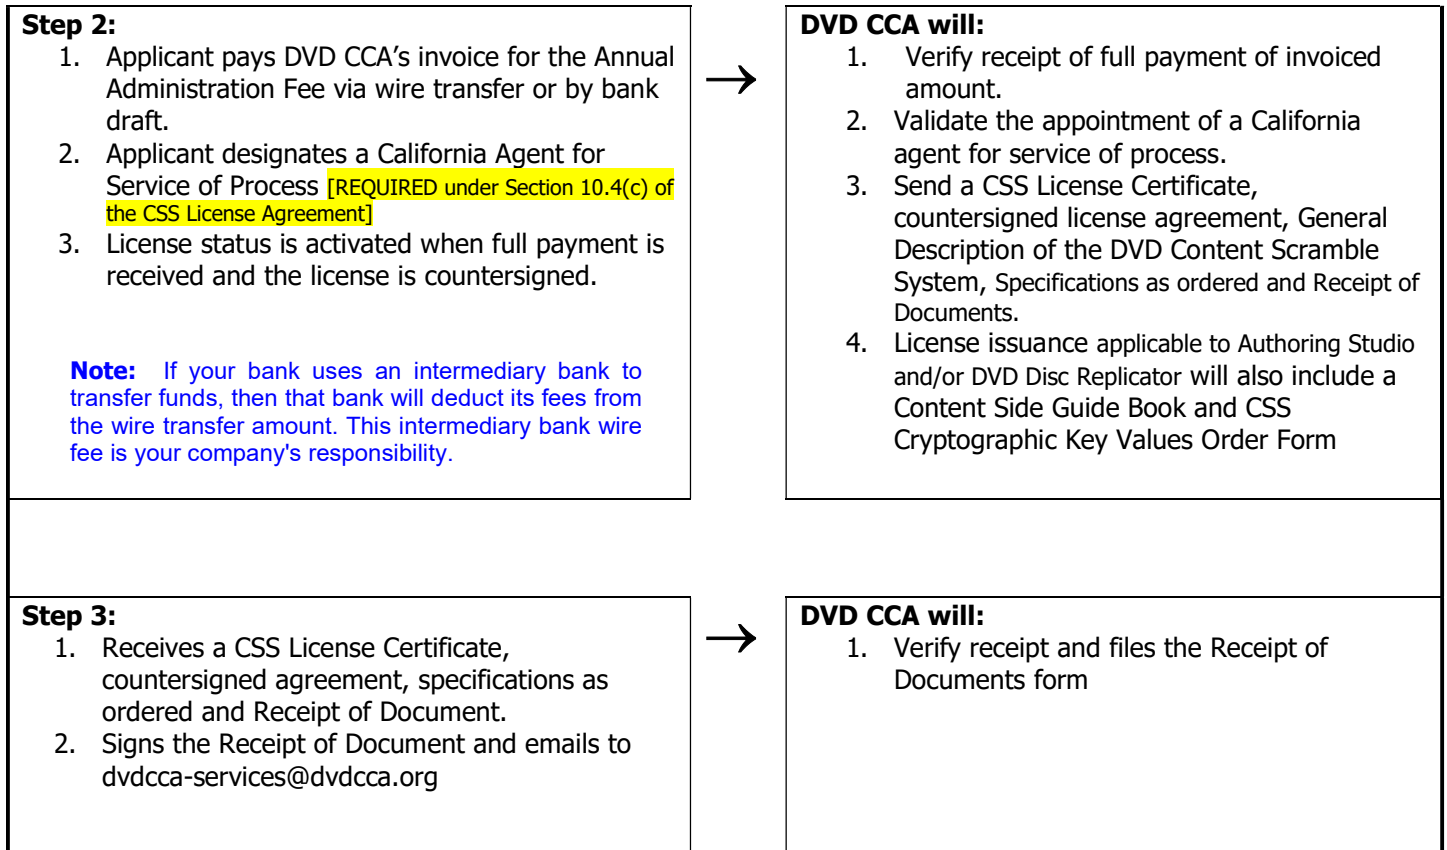 Step 2:
1. Applicant pays DVD CCA’s invoice for the Annual
Administration Fee via wire transfer or by bank
draft.
2. Applicant designates a California Agent for
Service of Process [REQUIRED under Section 10.4(c) of
the CSS License Agreement]
3. License status is activated when full payment is
received and the license is countersigned.
Note: If your bank uses an intermediary bank to
transfer funds, then that bank will deduct its fees from
the wire transfer amount. This intermediary bank wire
fee is your company's responsibility.
→
DVD CCA will:
1. Verify receipt of full payment of invoiced
amount.
2. Validate the appointment of a California
agent for service of process.
3. Send a CSS License Certificate,
countersigned license agreement, General
Description of the DVD Content Scramble
System, Specifications as ordered and Receipt of
Documents.
4. License issuance applicable to Authoring Studio
and/or DVD Disc Replicator will also include a
Content Side Guide Book and CSS
Cryptographic Key Values Order Form
Step 3:
1. Receives a CSS License Certificate,
countersigned agreement, specifications as
ordered and Receipt of Document.
2. Signs the Receipt of Document and emails to
dvdcca-services@dvdcca.org
→
DVD CCA will:
1. Verify receipt and files the Receipt of
Documents form